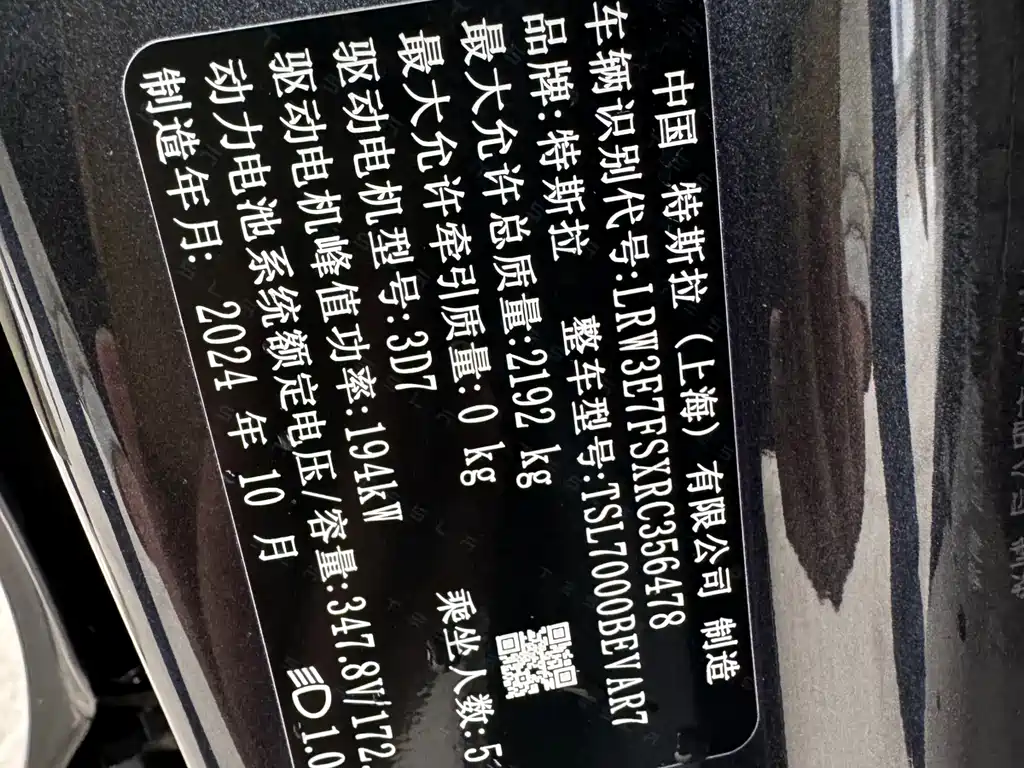 中国 特斯拉（上海）有限公司 制造
车辆识别代号:LRW3E7FSXRC356478
品牌:特斯拉 整车型号:TSL7000BEVAR7
最大允许总质量:2192 kg
最大允许牵引质量: 0 kg 乘坐人数:5
驱动电机型号:3D7
驱动电机峰值功率:194kW
动力电池系统额定电压/容量:347.8V/172.
制造年月: 2024 年 10 月 1.0